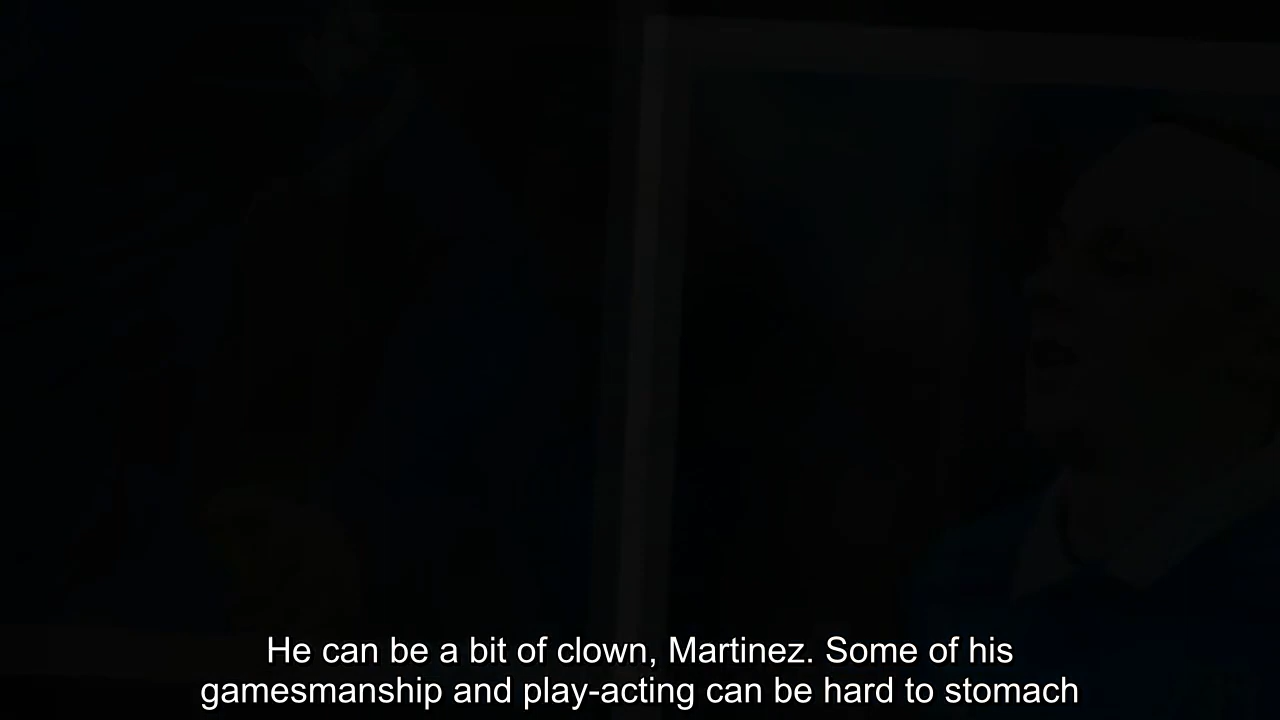 He can be a bit of clown, Martinez. Some of his
gamesmanship and play-acting can be hard to stomach